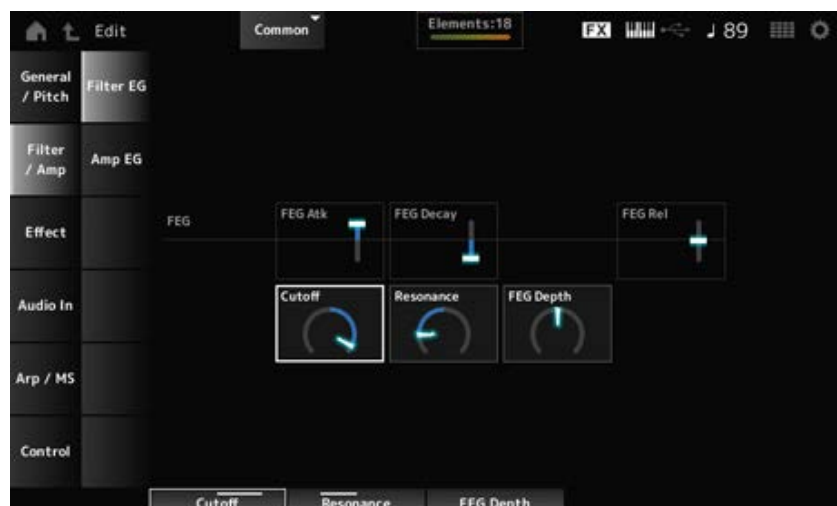 Edit
Common
Elements:18
FX
♩ 89
General
/ Pitch
Filter EG
Filter
/ Amp
Amp EG
Effect
FEG
FEG Atk
FEG Decay
FEG Rel
Audio In
Cutoff
Resonance
FEG Depth
Arp / MS
Control
Cutoff
Resonance
FEG Depth